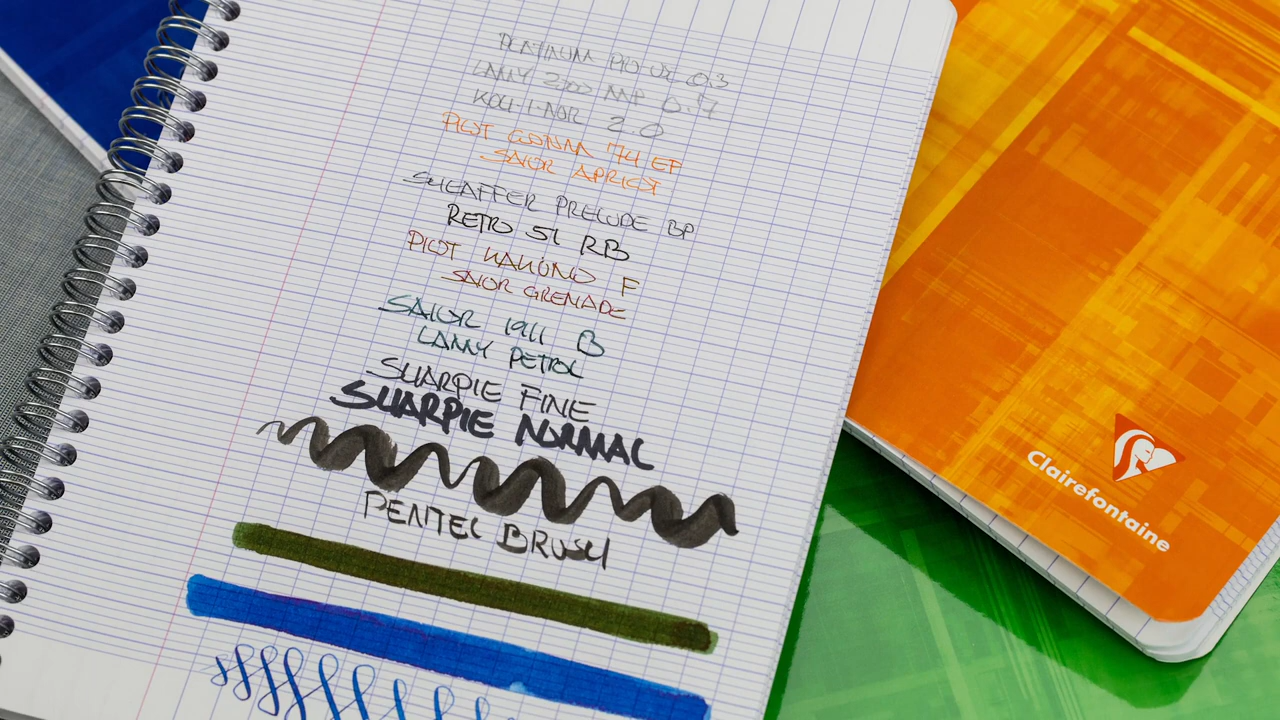 PLATINUM PRO-USE 0.3
LAMY 2000 MP 0.7
KOH-I-NOR 2.0
PILOT CUSTOM 74 EF
SAILOR APRICOT
SHEAFFER PRELUDE BP
RETRO 51 RB
PILOT KAKUNO F
SAILOR GRENADE
SAILOR 1911 B
LAMY PETROL
SHARPIE FINE
SHARPIE NORMAL
PENTEL BRUSH
Clairefontaine